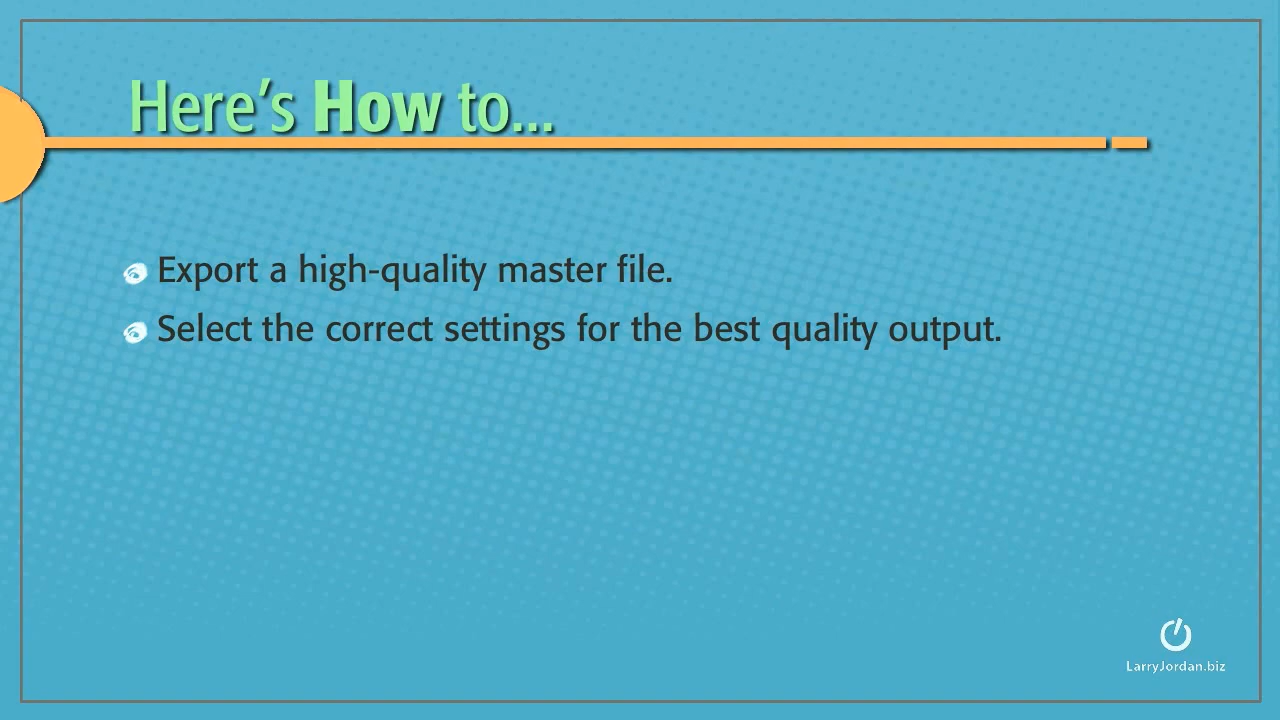 Here's How to...
Export a high-quality master file.
Select the correct settings for the best quality output.
LarryJordan.biz